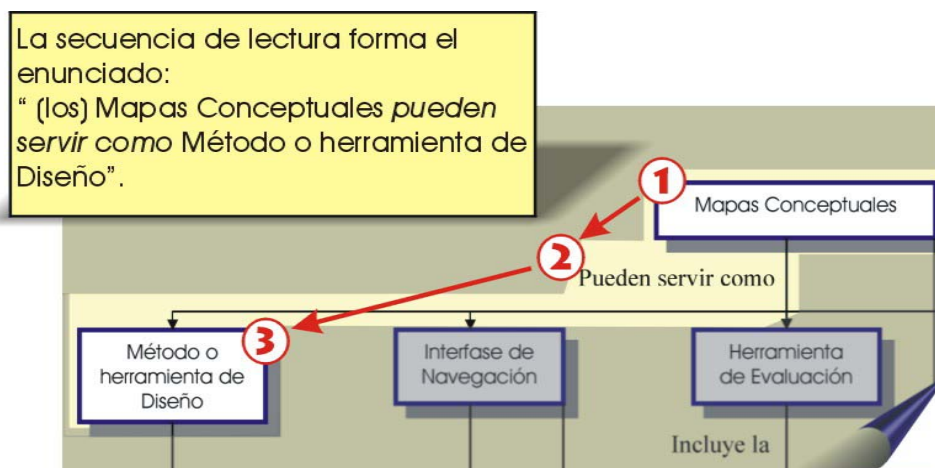 La secuencia de lectura forma el
enunciado:
“ (los) Mapas Conceptuales pueden
servir como Método o herramienta de
Diseño”.
1
Mapas Conceptuales
2
Pueden servir como
3
Método o
herramienta de
Diseño
Interfase de
Navegación
Herramienta
de Evaluación
Incluye la